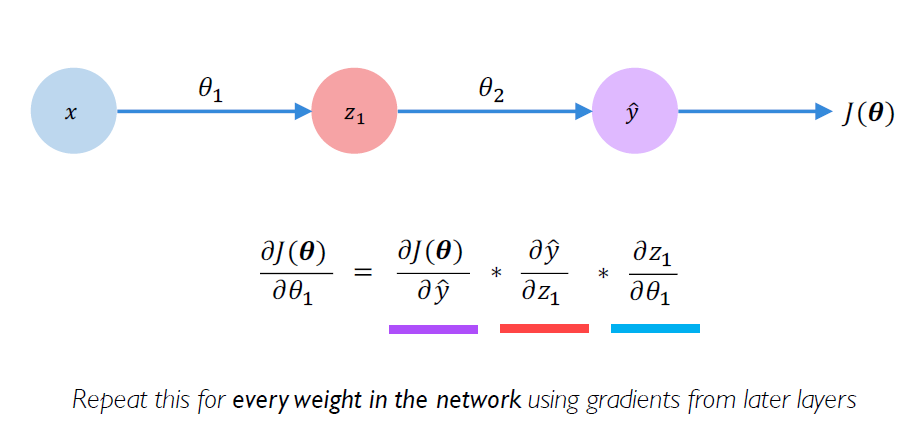 x θ₁ z₁ θ₂ ŷ J(θ)
∂J(θ)/∂θ₁ = ∂J(θ)/∂ŷ * ∂ŷ/∂z₁ * ∂z₁/∂θ₁
Repeat this for every weight in the network using gradients from later layers